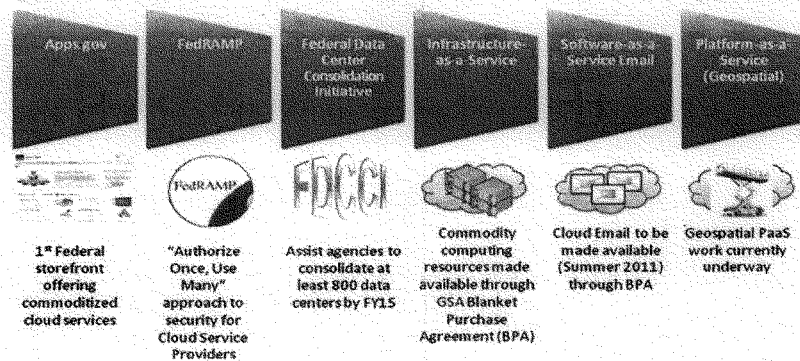 Apps.gov
FedRAMP
Federal Data
Center
Consolidation
Initiative
Infrastructure-
as-a-Service
Software-as-a-
Service Email
Platform-as-a-
Service
(Geospatial)
FedRAMP
FDCCI
1st Federal
storefront
offering
commoditized
cloud services
"Authorize
Once, Use
Many"
approach to
security for
Cloud Service
Providers
Assist agencies to
consolidate at
least 800 data
centers by FY15
Commodity
computing
resources made
available through
GSA Blanket
Purchase
Agreement (BPA)
Cloud Email to be
made available
(Summer 2011)
through BPA
Geospatial PaaS
work currently
underway